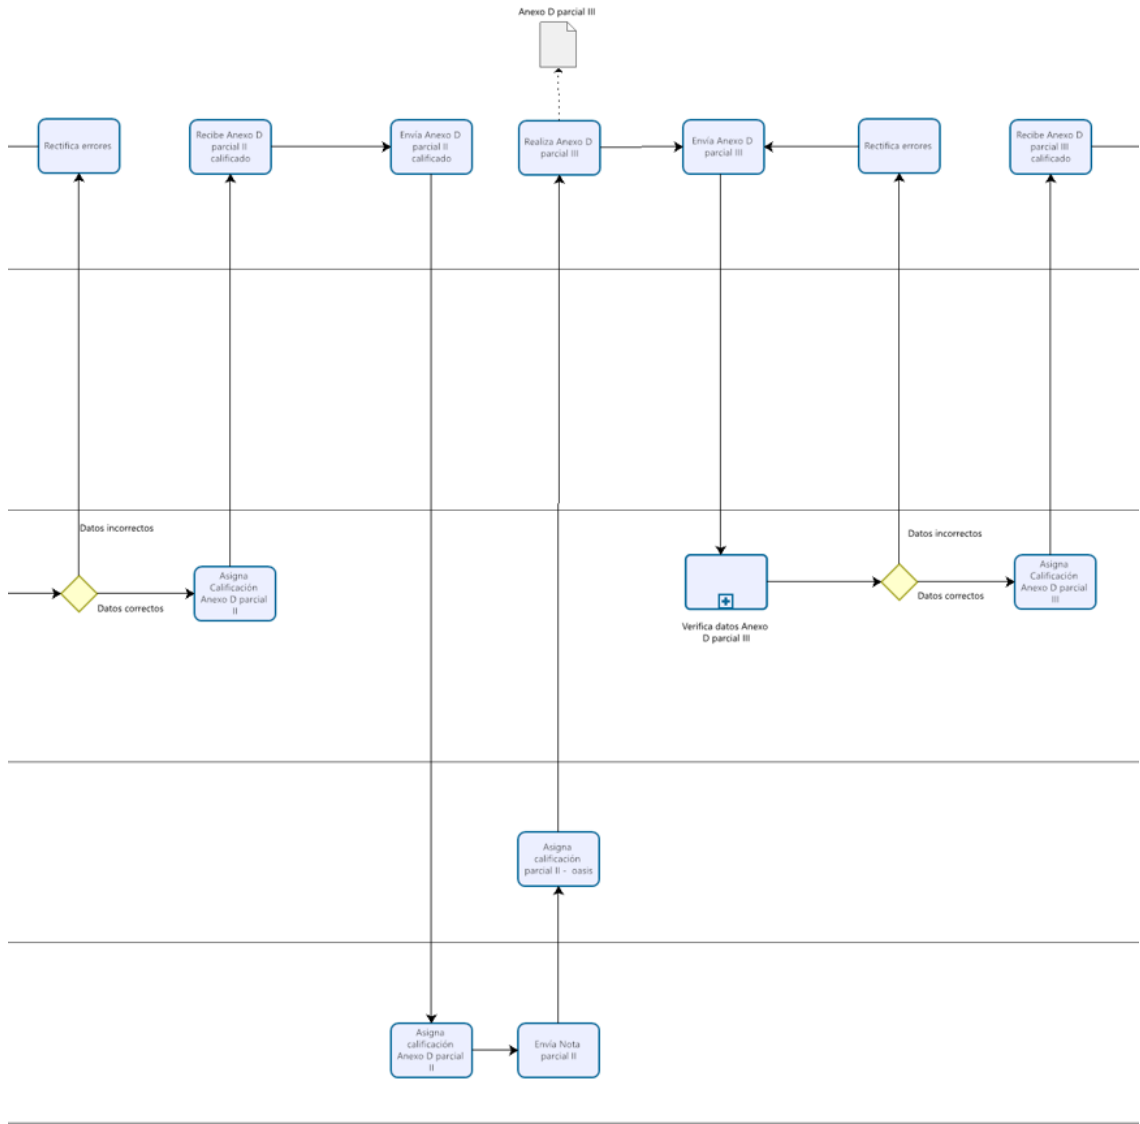 Anexo D parcial III
Rectifica errores
Recibe Anexo D
parcial II
calificado
Envía Anexo D
parcial II
calificado
Realiza Anexo D
parcial III
Envía Anexo D
parcial III
Rectifica errores
Recibe Anexo D
parcial III
calificado
Datos incorrectos
Datos correctos
Asigna
Calificación
Anexo D parcial
II
Verifica datos Anexo
D parcial III
Datos incorrectos
Datos correctos
Asigna
Calificación
Anexo D parcial
III
Asigna
calificación
parcial II - oasis
Asigna
calificación
Anexo D parcial
II
Envía Nota
parcial II